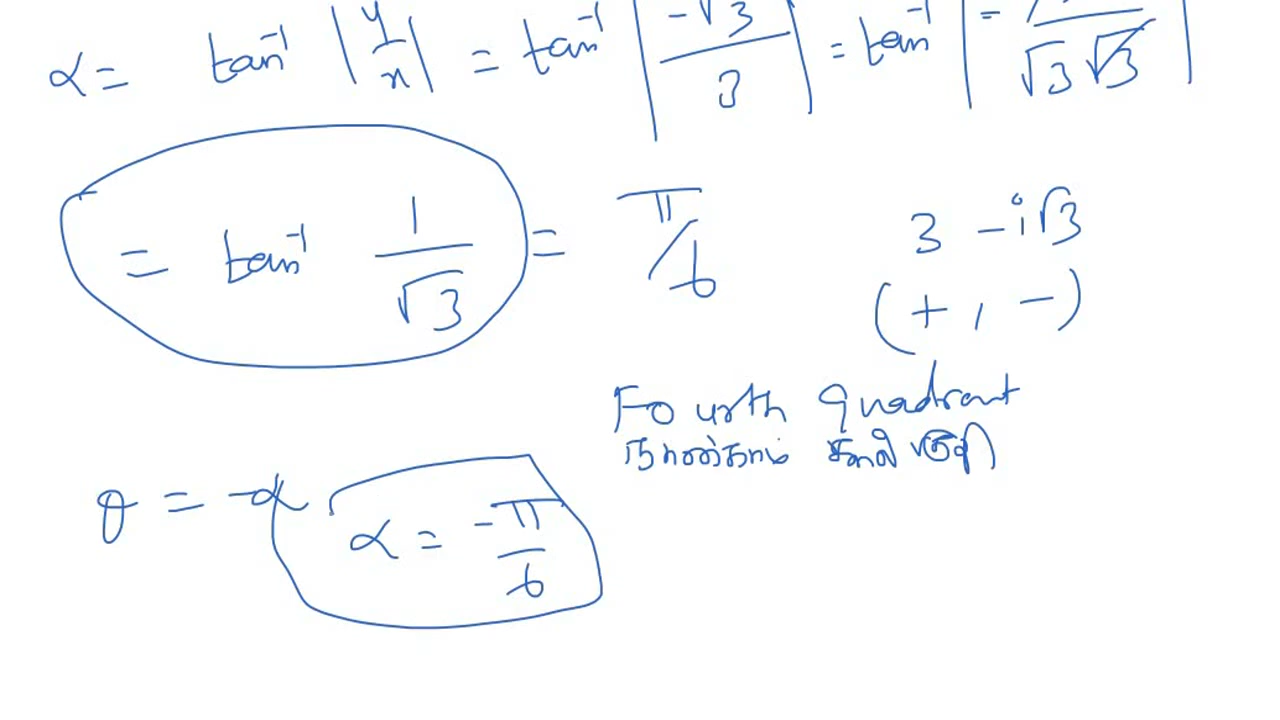 α = tan⁻¹ |y/x| = tan⁻¹ |-√3/3| = tan⁻¹ |- /√3√3|
= tan⁻¹ 1/√3 = π/6
3 - i√3
(+, -)
Fourth quadrant
நான்காம் கால் பகுதி
θ = -α
α = -π/6